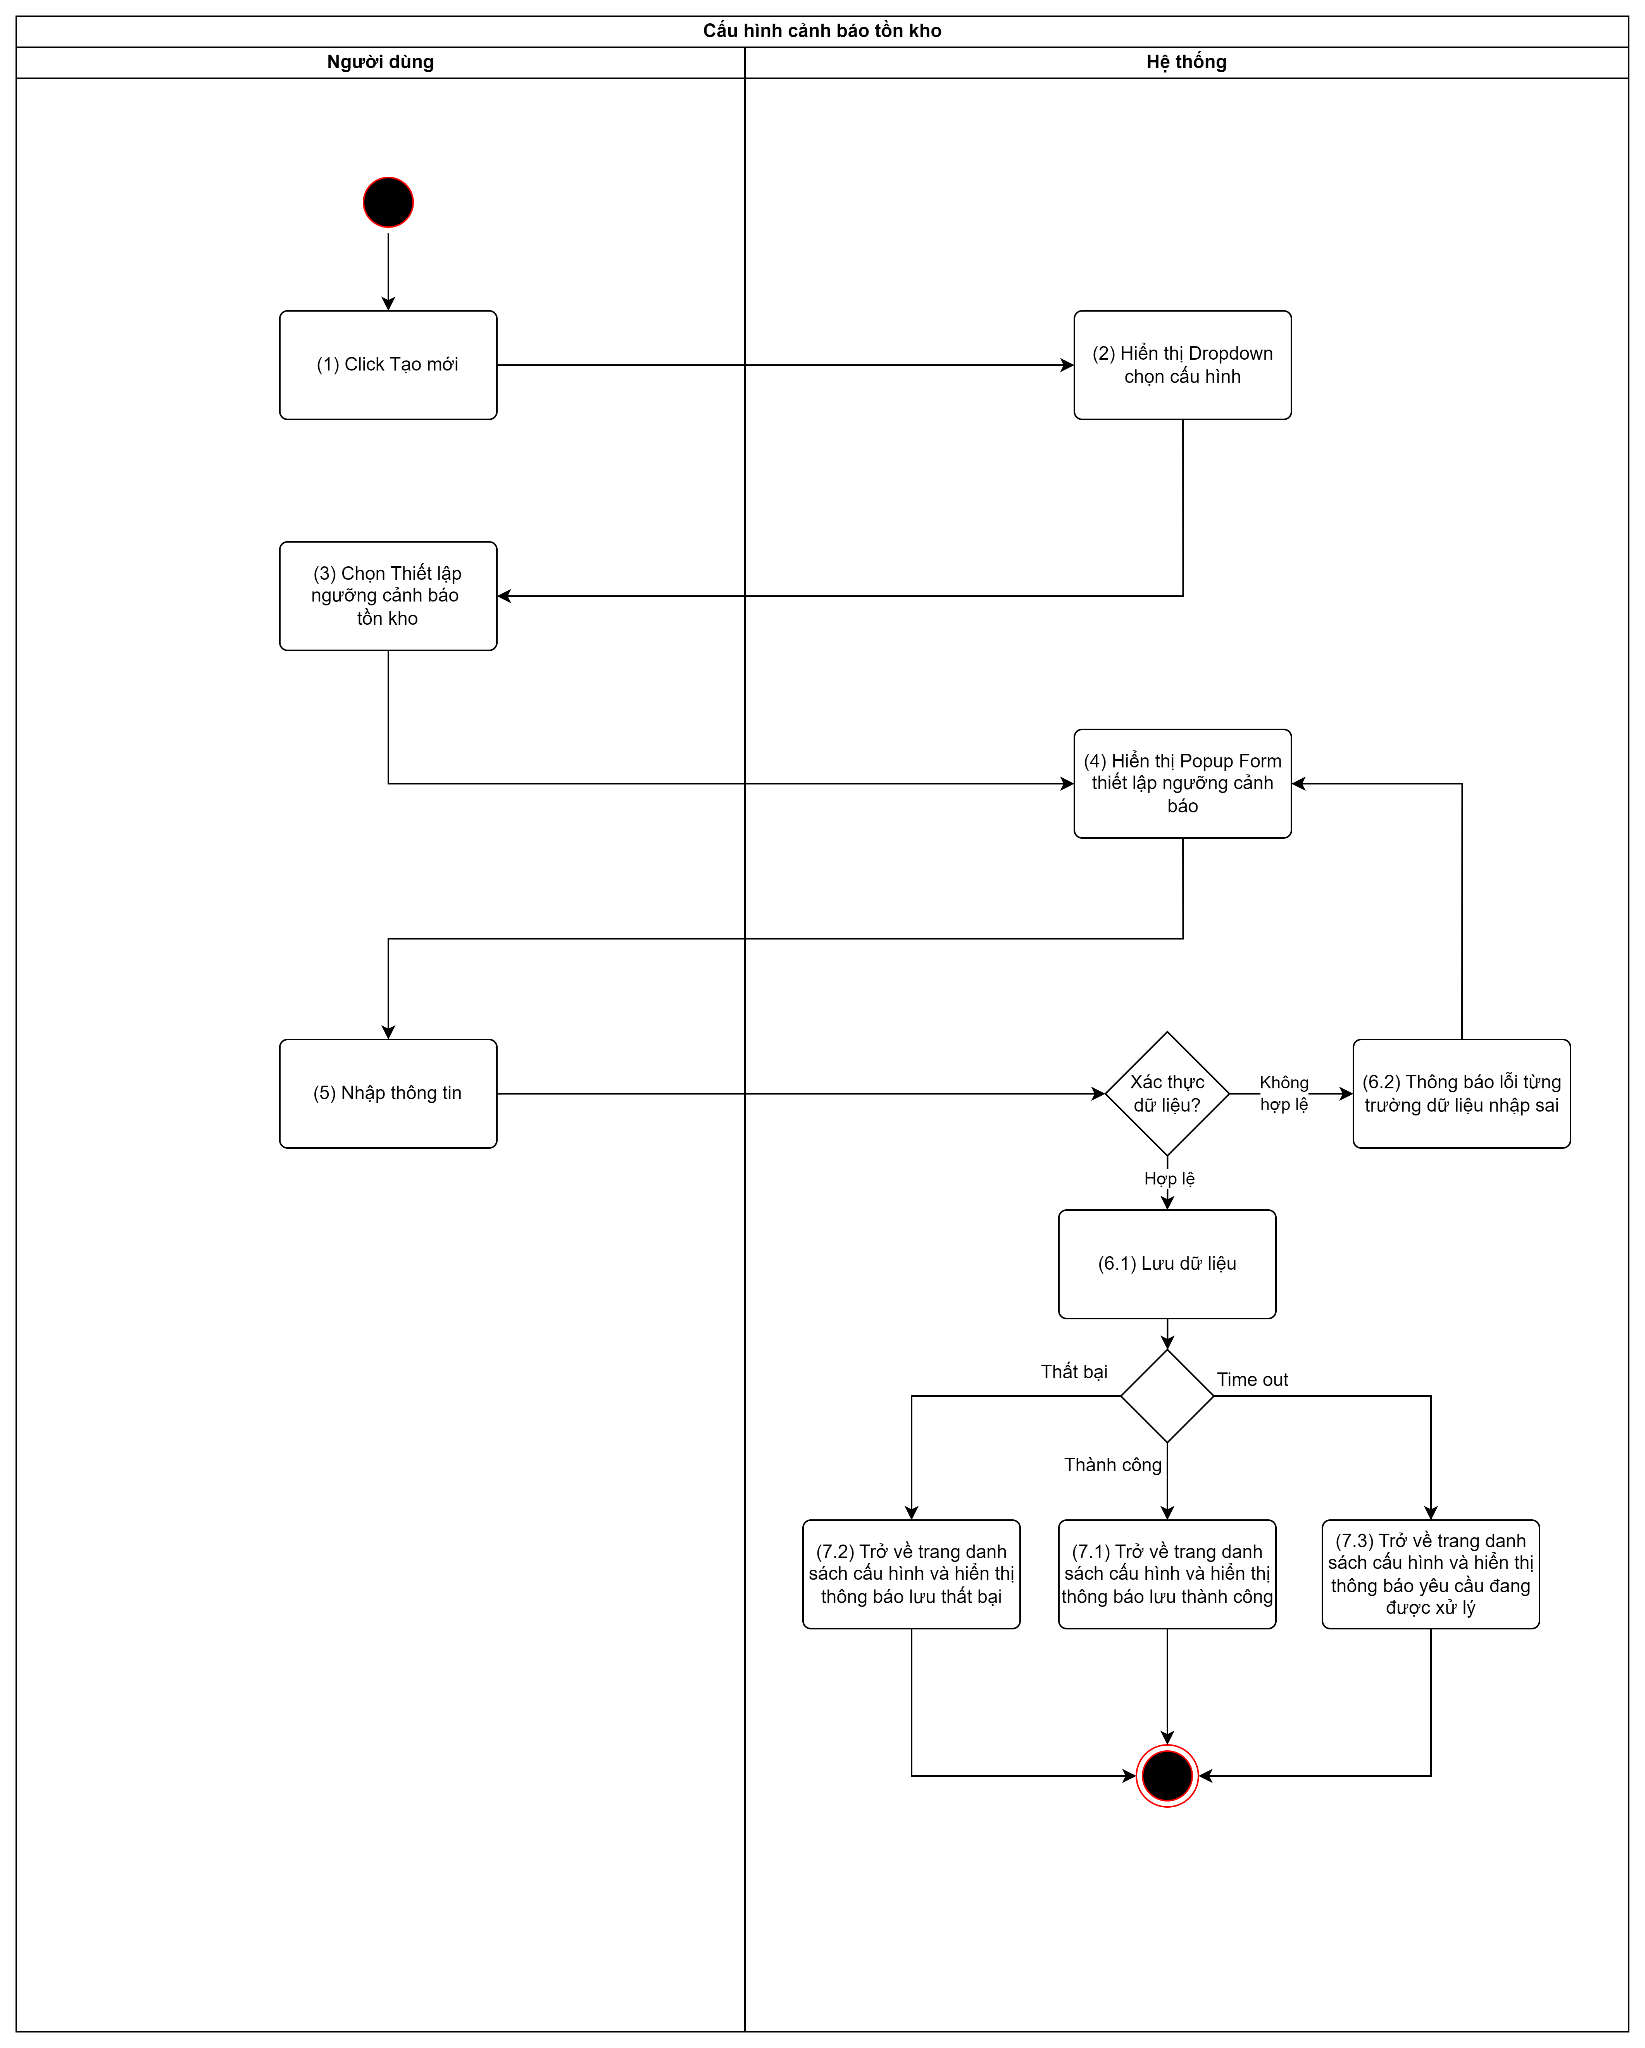 Cấu hình cảnh báo tồn kho
Người dùng
Hệ thống
(1) Click Tạo mới
(2) Hiển thị Dropdown
chọn cấu hình
(3) Chọn Thiết lập
ngưỡng cảnh báo
tồn kho
(4) Hiển thị Popup Form
thiết lập ngưỡng cảnh
báo
(5) Nhập thông tin
Xác thực
dữ liệu?
Không
hợp lệ
(6.2) Thông báo lỗi từng
trường dữ liệu nhập sai
Hợp lệ
(6.1) Lưu dữ liệu
Thất bại
Time out
Thành công
(7.2) Trở về trang danh
sách cấu hình và hiển thị
thông báo lưu thất bại
(7.1) Trở về trang danh
sách cấu hình và hiển thị
thông báo lưu thành công
(7.3) Trở về trang danh
sách cấu hình và hiển thị
thông báo yêu cầu đang
được xử lý